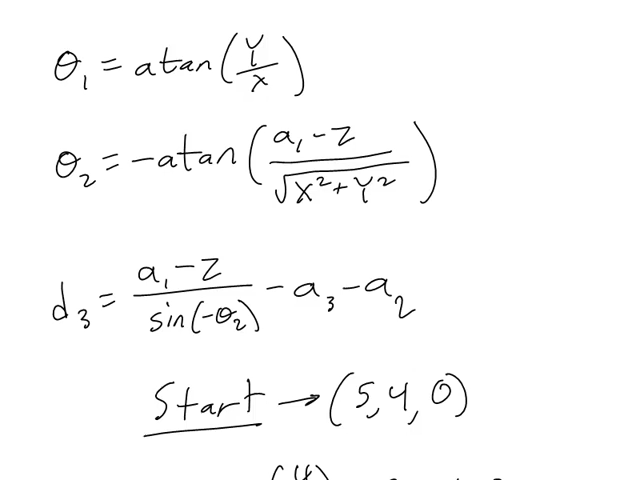 θ₁ = atan(Y/x)
θ₂ = -atan((a₁-Z)/√(X²+Y²))
d₃ = (a₁-Z)/sin(-θ₂) - a₃ - a₂
Start → (5,4,0)